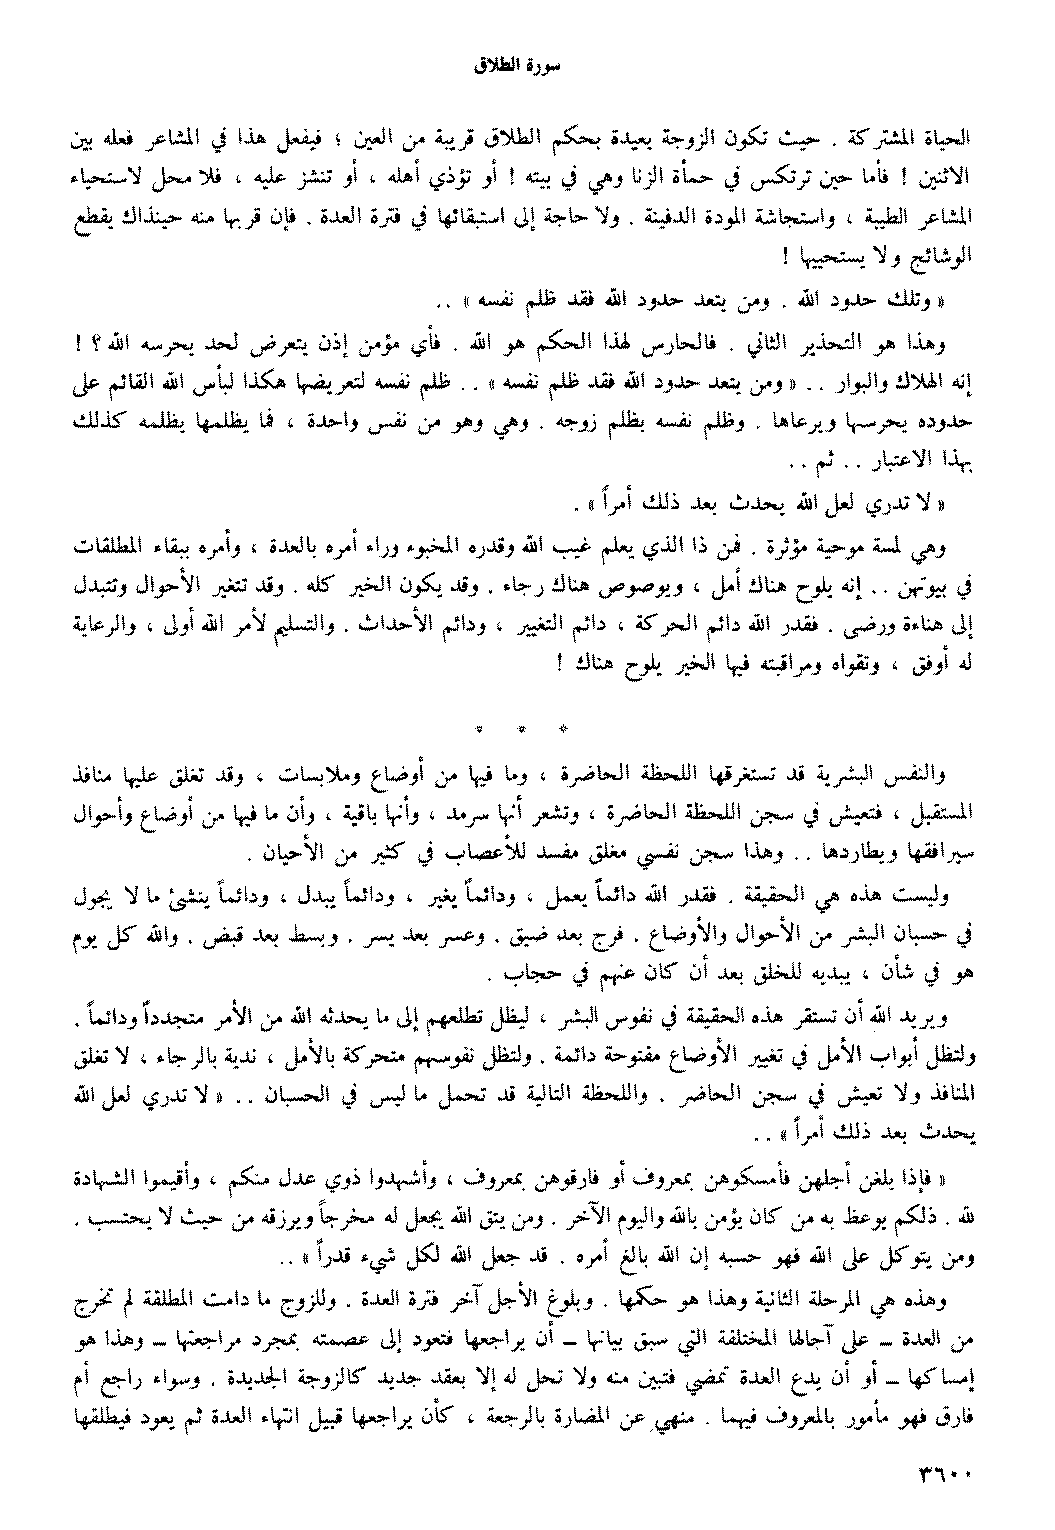 سورة الطلاق
الحياة المشتركة . حيث تكون الزوجة بعيدة بحكم الطلاق قريبة من العين ؛ فيفعل هذا في المشاعر فعله بين
الاثنين ! فأما حين ترتكس في حمأة الزنا وهي في بيته ! أو تؤذي أهله ، أو تنشز عليه ، فلا محل لاستحياء
المشاعر الطيبة ، واستجاشة المودة الدفينة . ولا حاجة إلى استبقائها في فترة العدة . فإن قربها منه حينذاك يقطع
الوشائج ولا يستحييها !
« وتلك حدود الله . ومن يتعد حدود الله فقد ظلم نفسه » ..
وهذا هو التحذير الثاني . فالحارس لهذا الحكم هو الله . فأي مؤمن إذن يتعرض لحد يحرسه الله ؟ !
إنه الهلاك والبوار .. « ومن يتعد حدود الله فقد ظلم نفسه » .. ظلم نفسه لتعريضها هكذا لبأس الله القائم على
حدوده يحرسها ويرعاها . وظلم نفسه بظلم زوجه . وهي وهو من نفس واحدة ، فما يظلمها يظلمه كذلك
بهذا الاعتبار .. ثم ..
« لا تدري لعل الله يحدث بعد ذلك أمراً » .
وهي لمسة موحية مؤثرة . فمن ذا الذي يعلم غيب الله وقدره المخبوء وراء أمره بالعدة ، وأمره ببقاء المطلقات
في بيوتهن .. إنه يلوح هناك أمل ، ويوصوص هناك رجاء . وقد يكون الخير كله . وقد تتغير الأحوال وتتبدل
إلى هناءة ورضى . فقدر الله دائم الحركة ، دائم التغيير ، ودائم الأحداث . والتسليم لأمر الله أولى ، والرعاية
له أوفق ، وتقواه ومراقبته فيها الخير يلوح هناك !
* * *
والنفس البشرية قد تستغرقها اللحظة الحاضرة ، وما فيها من أوضاع وملابسات ، وقد تغلق عليها منافذ
المستقبل ، فتعيش في سجن اللحظة الحاضرة ، وتشعر أنها سرمد ، وأنها باقية ، وأن ما فيها من أوضاع وأحوال
سيرافقها ويطاردها .. وهذا سجن نفسي مغلق مفسد للأعصاب في كثير من الأحيان .
وليست هذه هي الحقيقة . فقدر الله دائماً يعمل ، ودائماً يغير ، ودائماً يبدل ، ودائماً ينشئ ما لا يجول
في حسبان البشر من الأحوال والأوضاع . فرج بعد ضيق . وعسر بعد يسر . وبسط بعد قبض . والله كل يوم
هو في شأن ، يبديه للخلق بعد أن كان عنهم في حجاب .
ويريد الله أن تستقر هذه الحقيقة في نفوس البشر ، ليظل تطلعهم إلى ما يحدثه الله من الأمر متجدداً ودائماً .
ولتظل أبواب الأمل في تغيير الأوضاع مفتوحة دائمة . ولتظل نفوسهم متحركة بالأمل ، ندية بالرجاء ، لا تغلق
المنافذ ولا تعيش في سجن الحاضر . واللحظة التالية قد تحمل ما ليس في الحسبان .. « لا تدري لعل الله
يحدث بعد ذلك أمراً » ..
« فإذا بلغن أجلهن فأمسكوهن بمعروف أو فارقوهن بمعروف ، وأشهدوا ذوي عدل منكم ، وأقيموا الشهادة
لله . ذلكم يوعظ به من كان يؤمن بالله واليوم الآخر . ومن يتق الله يجعل له مخرجاً ويرزقه من حيث لا يحتسب .
ومن يتوكل على الله فهو حسبه إن الله بالغ أمره . قد جعل الله لكل شيء قدراً » ..
وهذه هي المرحلة الثانية وهذا هو حكمها . وبلوغ الأجل آخر فترة العدة . وللزوج ما دامت المطلقة لم تخرج
من العدة – على آجالها المختلفة التي سبق بيانها – أن يراجعها فتعود إلى عصمته بمجرد مراجعتها – وهذا هو
إمساكها – أو أن يدع العدة تمضي فتبين منه ولا تحل له إلا بعقد جديد كالزوجة الجديدة . وسواء راجع أم
فارق فهو مأمور بالمعروف فيهما . منهي عن المضارة بالرجعة ، كأن يراجعها قبيل انتهاء العدة ثم يعود فيطلقها
٣٦٠٠